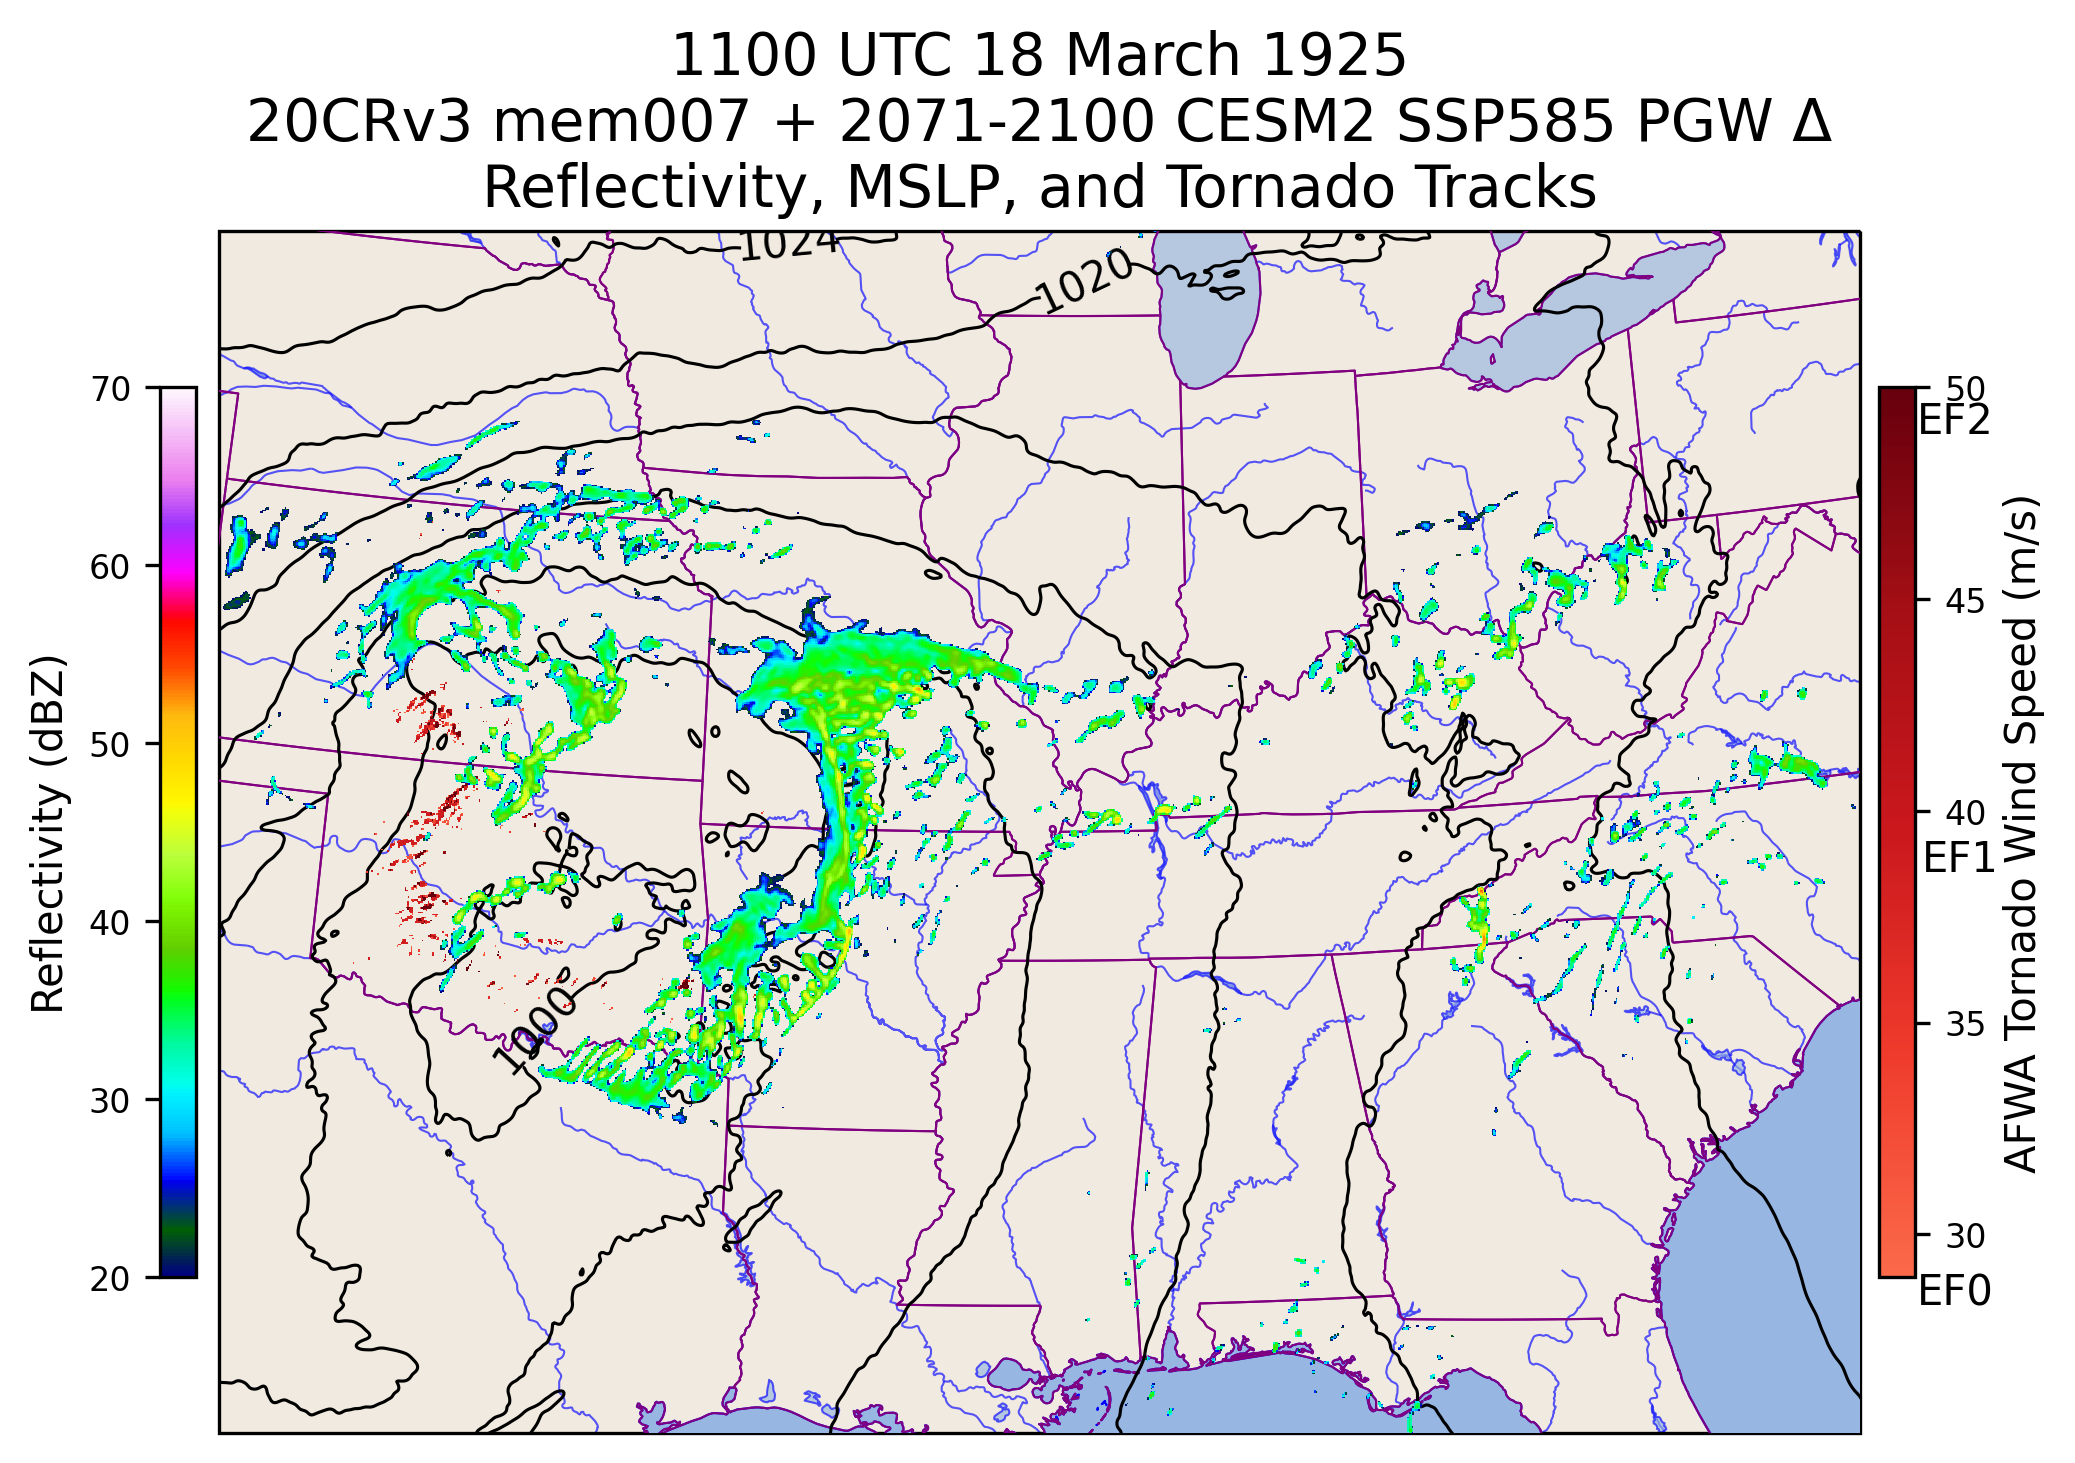 1100 UTC 18 March 1925
20CRv3 mem007 + 2071-2100 CESM2 SSP585 PGW Δ
Reflectivity, MSLP, and Tornado Tracks
1024
1020
1000
70
60
50
40
30
20
Reflectivity (dBZ)
50
EF2
45
40
EF1
35
30
EF0
AFWA Tornado Wind Speed (m/s)